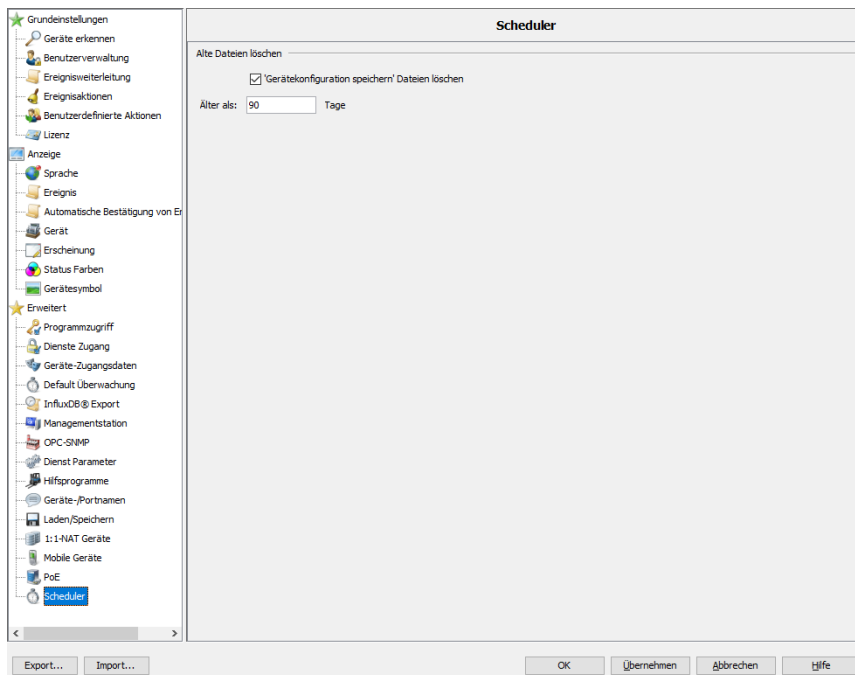 Grundeinstellungen
Geräte erkennen
Benutzerverwaltung
Ereignisweiterleitung
Ereignisaktionen
Benutzerdefinierte Aktionen
Lizenz
Anzeige
Sprache
Ereignis
Automatische Bestätigung von Er
Gerät
Erscheinung
Status Farben
Gerätesymbol
Erweitert
Programmzugriff
Dienste Zugang
Geräte-Zugangsdaten
Default Überwachung
InfluxDB® Export
Managementstation
OPC-SNMP
Dienst Parameter
Hilfsprogramme
Geräte-/Portnamen
Laden/Speichern
1:1-NAT Geräte
Mobile Geräte
PoE
Scheduler
Scheduler
Alte Dateien löschen
'Gerätekonfiguration speichern' Dateien löschen
Älter als: 90 Tage
Export... Import... OK Übernehmen Abbrechen Hilfe